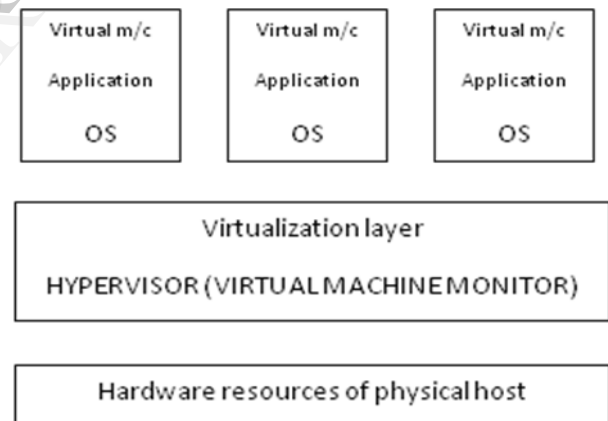 Virtual m/c Virtual m/c Virtual m/c
Application Application Application
OS OS OS
Virtualization layer
HYPERVISOR (VIRTUAL MACHINE MONITOR)
Hardware resources of physical host